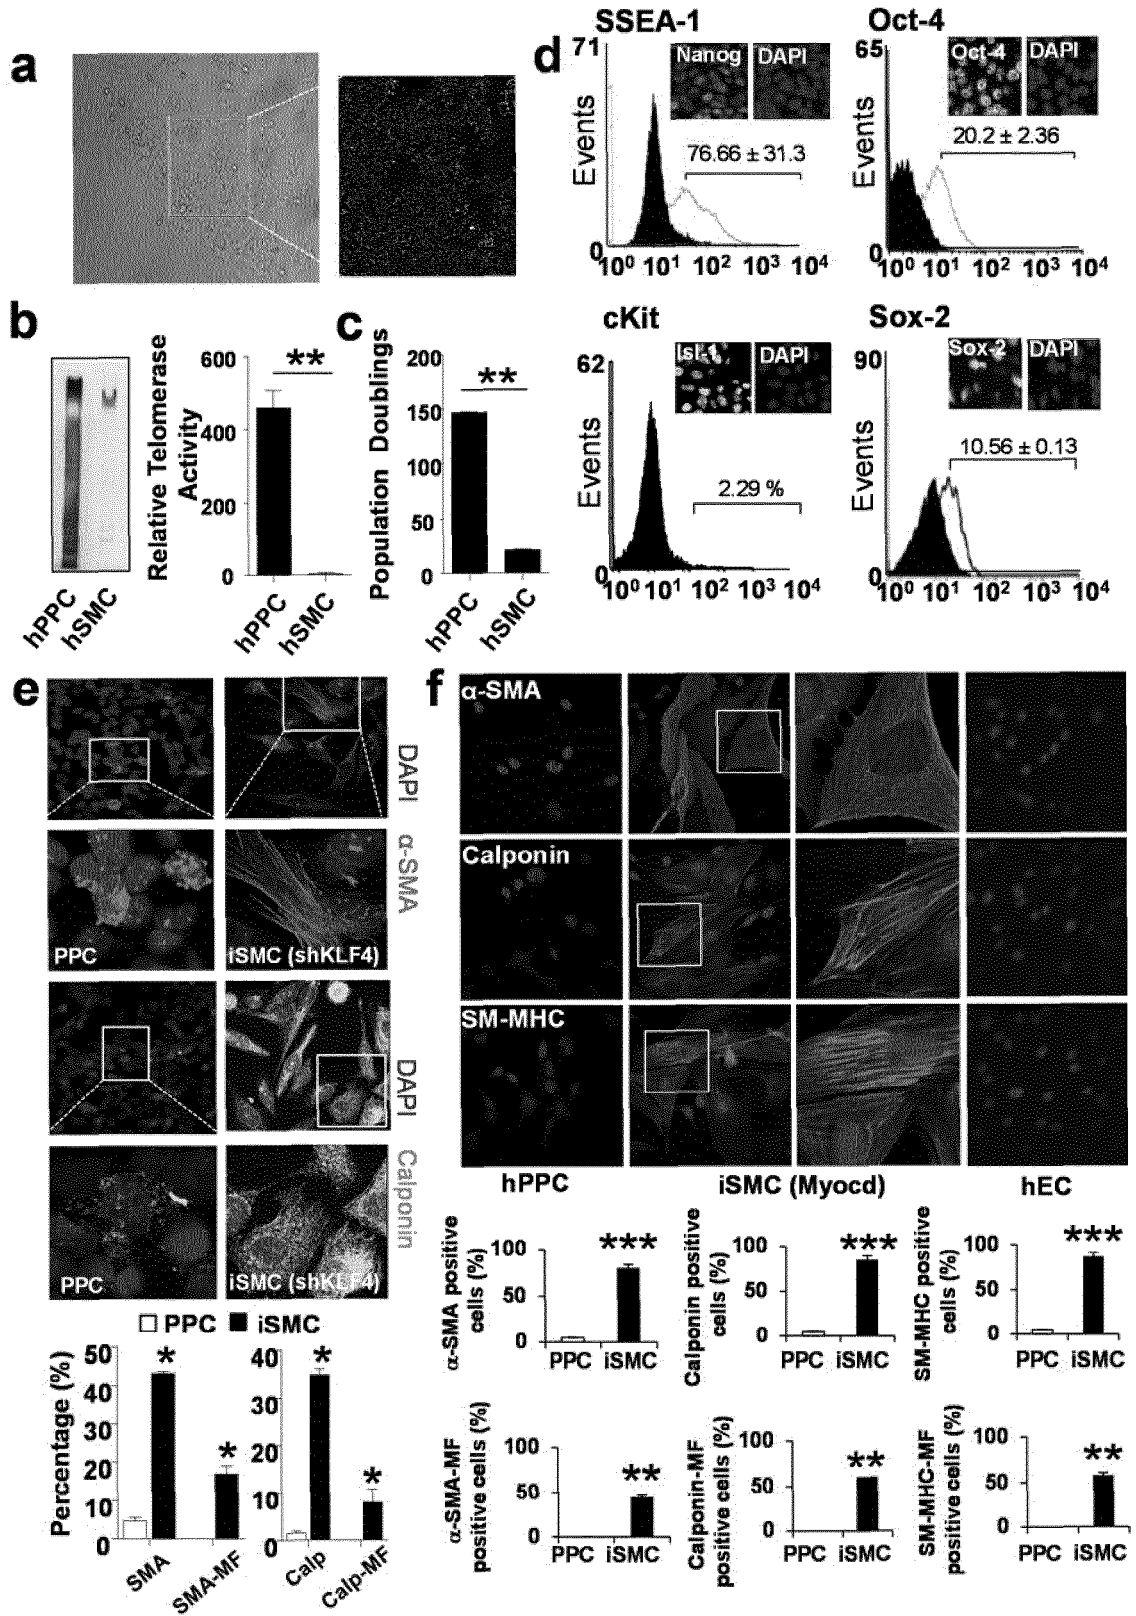 a
b
hPPC
hSMC
Relative Telomerase
Activity
600
400
200
0
**
hPPC
hSMC
c
Population Doublings
200
150
100
50
0
**
hPPC
hSMC
d
SSEA-1
71
Events
0
Nanog
DAPI
76.66 ± 31.3
10⁰ 10¹ 10² 10³ 10⁴
Oct-4
65
Events
0
Oct-4
DAPI
20.2 ± 2.36
10⁰ 10¹ 10² 10³ 10⁴
cKit
62
Events
0
Isl-1
DAPI
2.29 %
10⁰ 10¹ 10² 10³ 10⁴
Sox-2
90
Events
0
Sox-2
DAPI
10.56 ± 0.13
10⁰ 10¹ 10² 10³ 10⁴
e
DAPI
α-SMA
PPC
iSMC (shKLF4)
DAPI
Calponin
PPC
iSMC (shKLF4)
PPC iSMC
Percentage (%)
50
40
30
20
10
0
*
*
SMA
SMA-MF
40
30
20
10
0
*
*
Calp
Calp-MF
f
α-SMA
Calponin
SM-MHC
hPPC
iSMC (Myocd)
hEC
α-SMA positive
cells (%)
100
50
0
***
PPC iSMC
Calponin positive
cells (%)
100
50
0
***
PPC iSMC
SM-MHC positive
cells (%)
100
50
0
***
PPC iSMC
α-SMA-MF
positive cells (%)
100
50
0
**
PPC iSMC
Calponin-MF
positive cells (%)
100
50
0
**
PPC iSMC
SM-MHC-MF
positive cells (%)
100
50
0
**
PPC iSMC